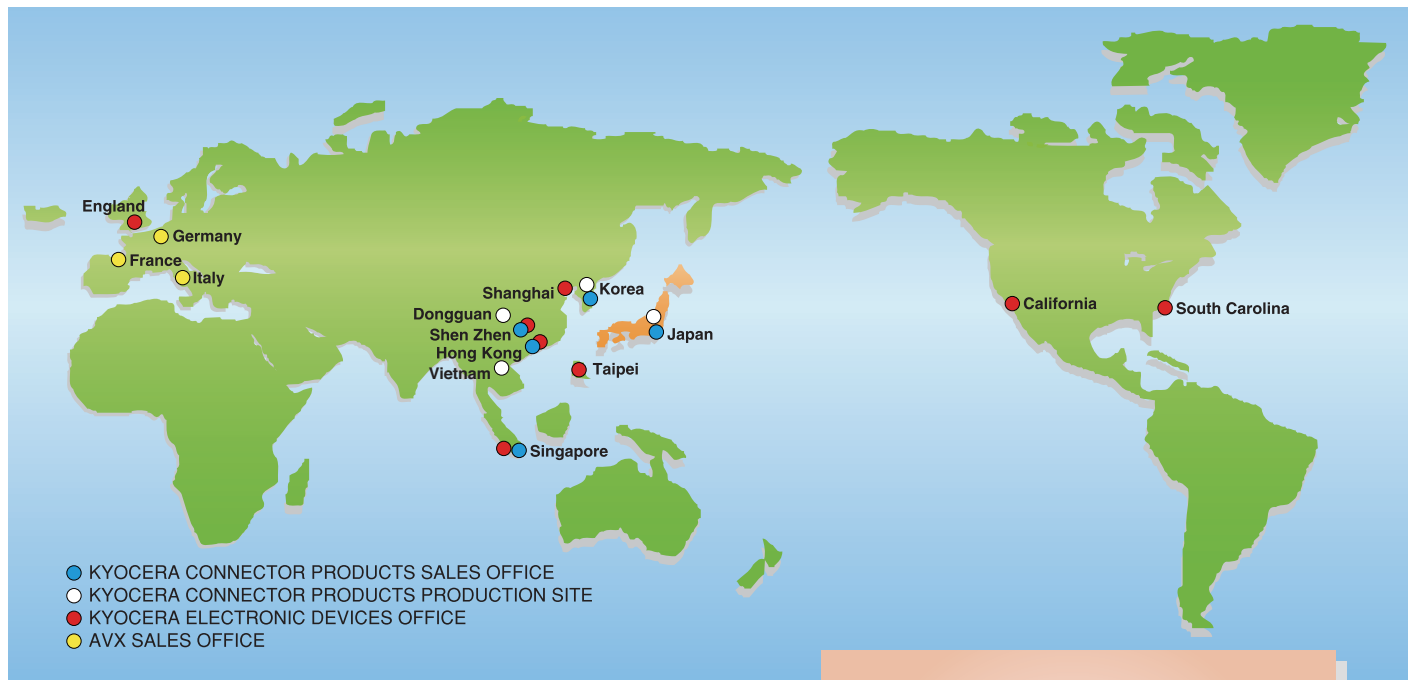 England
Germany
France
Italy
Shanghai
Korea
Dongguan
Shen Zhen
Hong Kong
Vietnam
Japan
Taipei
Singapore
California
South Carolina
KYOCERA CONNECTOR PRODUCTS SALES OFFICE
KYOCERA CONNECTOR PRODUCTS PRODUCTION SITE
KYOCERA ELECTRONIC DEVICES OFFICE
AVX SALES OFFICE